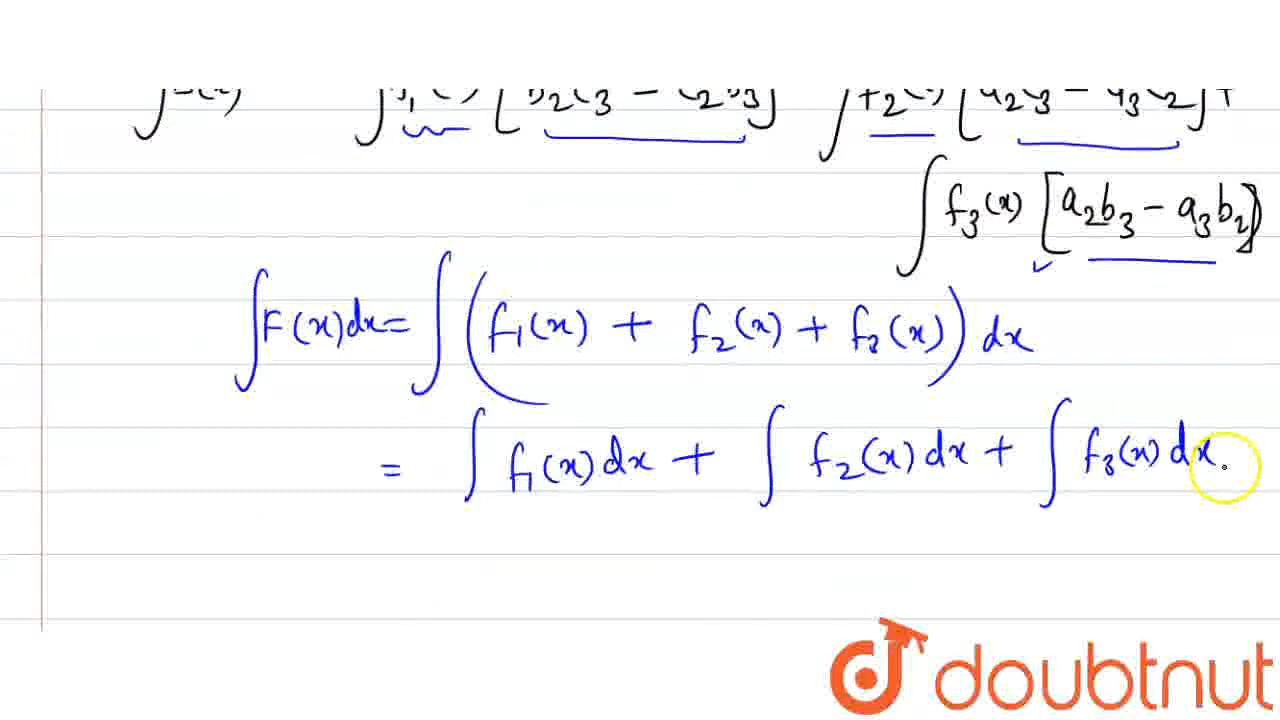 ∫ f₃(x) [a₂b₃ − a₃b₂]
∫F(x)dx = ∫(f₁(x) + f₂(x) + f₃(x)) dx
= ∫ f₁(x) dx + ∫ f₂(x) dx + ∫ f₃(x) dx.
doubtnut